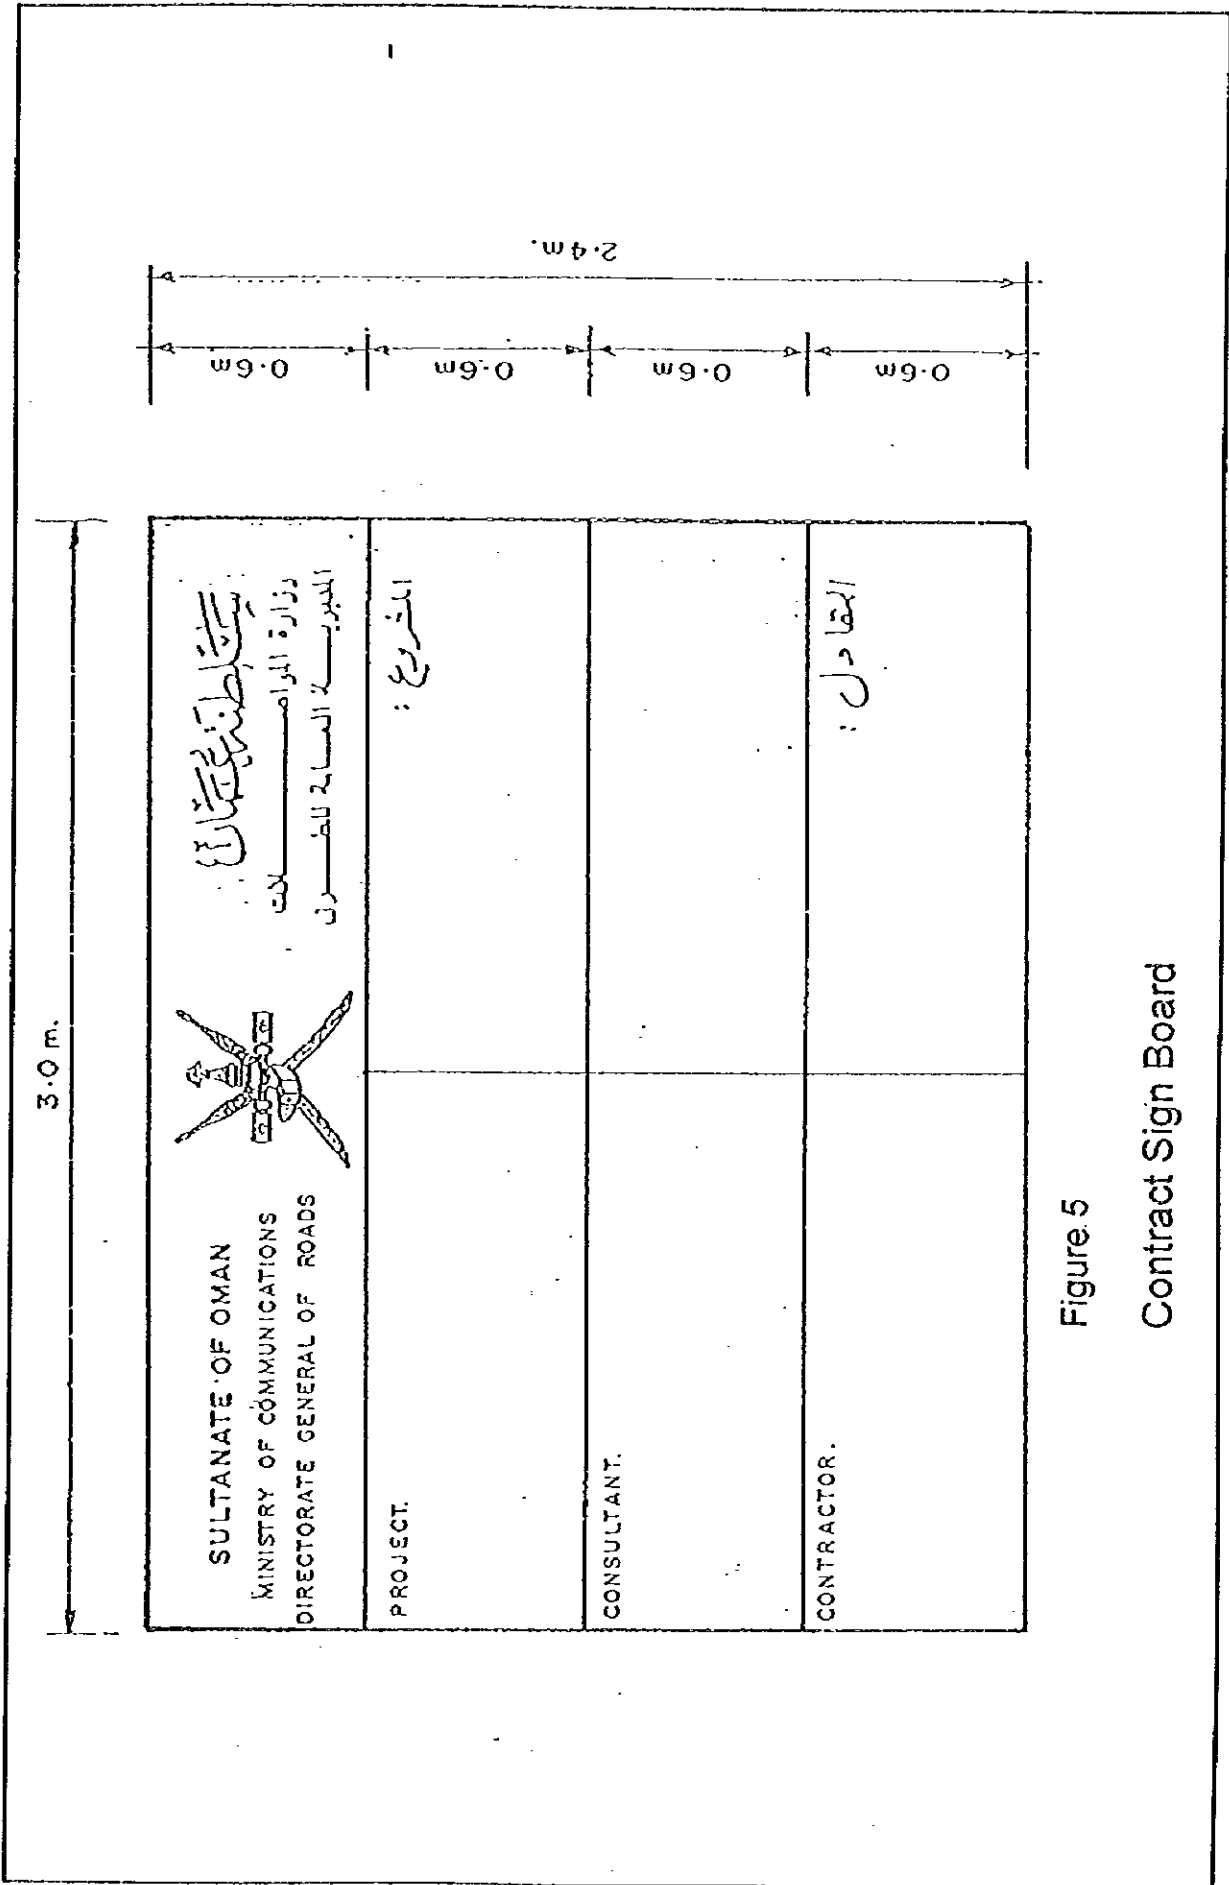 3.0 m.
SULTANATE OF OMAN
MINISTRY OF COMMUNICATIONS
DIRECTORATE GENERAL OF ROADS
سلطنة عمان
وزارة المواصلات
المديرية العامة للطرق
PROJECT.
المشروع :
CONSULTANT.
CONTRACTOR.
المقاول :
0.6m
0.6m
0.6m
0.6m
2.4m.
Figure 5
Contract Sign Board